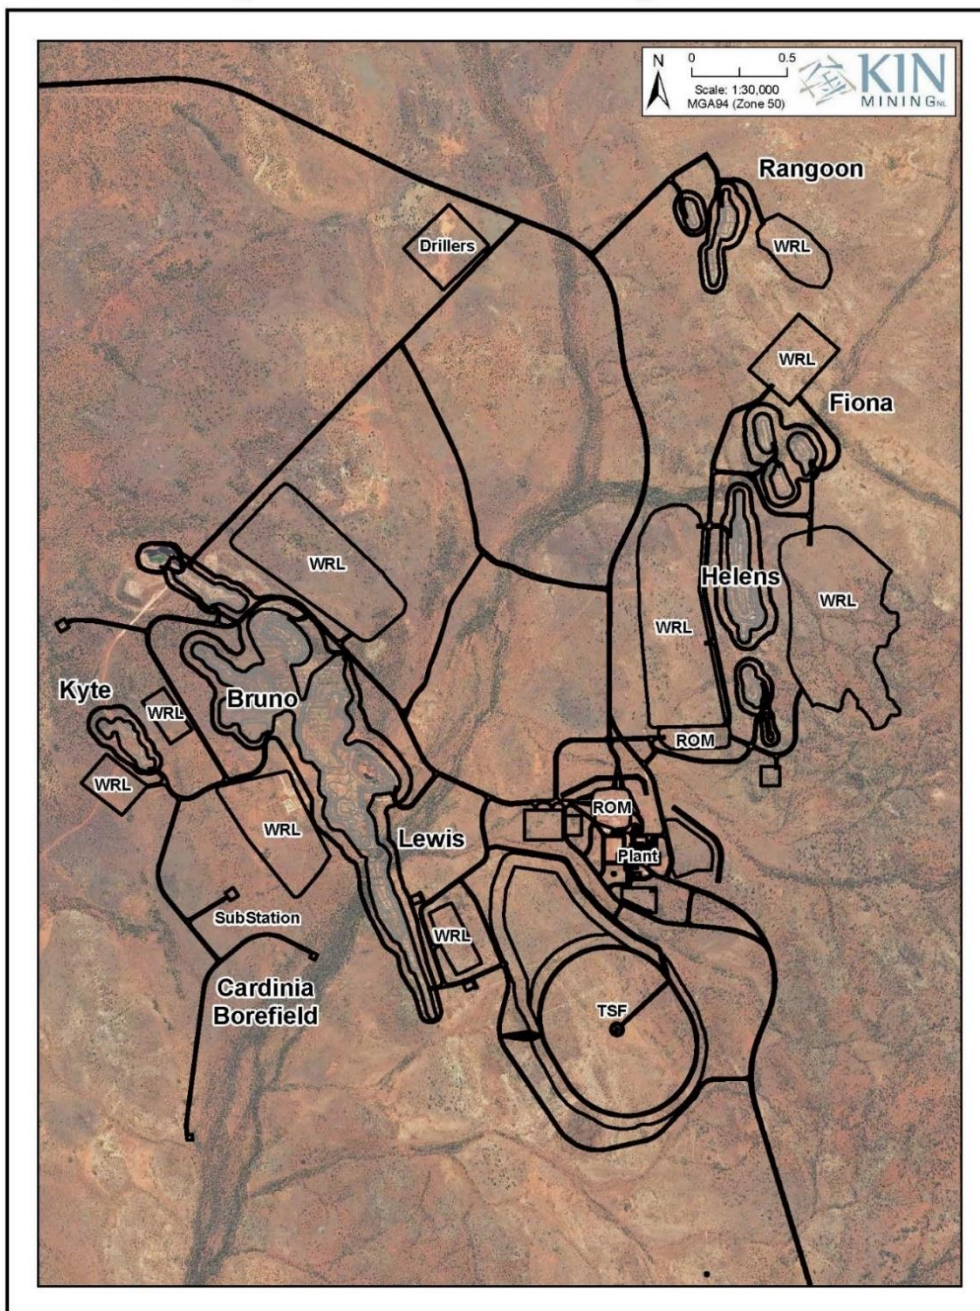 N
0 0.5
Scale: 1:30,000
MGA94 (Zone 50)
KIN
MINING NL
Rangoon
WRL
Drillers
WRL
Fiona
WRL
Helens
WRL
WRL
Kyte
WRL
Bruno
ROM
WRL
ROM
WRL
Lewis
Plant
SubStation
WRL
Cardinia
Borefield
TSF